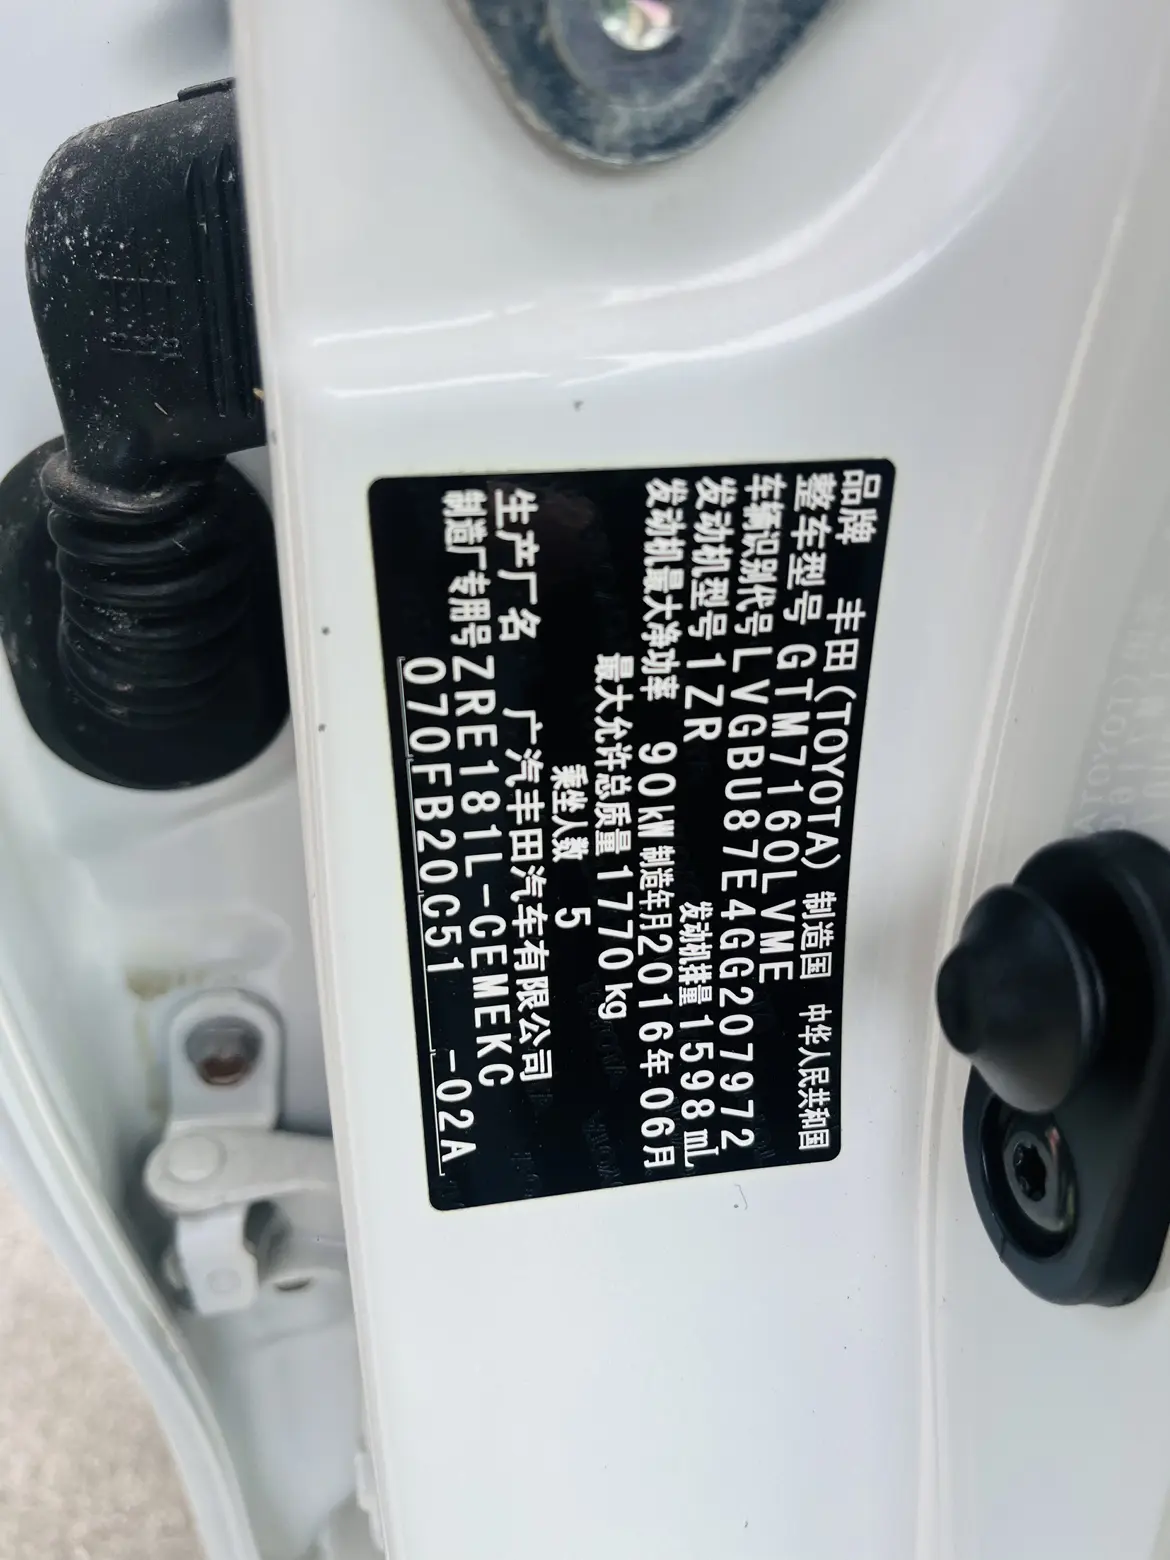 品牌 丰田(TOYOTA) 制造国 中华人民共和国
整车型号 GTM7160LVME
车辆识别代号 LVGBU87E4GG207972
发动机型号 1ZR 发动机排量 1598mL
发动机最大净功率 90kW 制造年月 2016年06月
最大允许总质量 1770kg
乘坐人数 5
生产厂名 广汽丰田汽车有限公司
制造厂专用号 ZRE181L-CEMEKC
070FB20C51 -02A